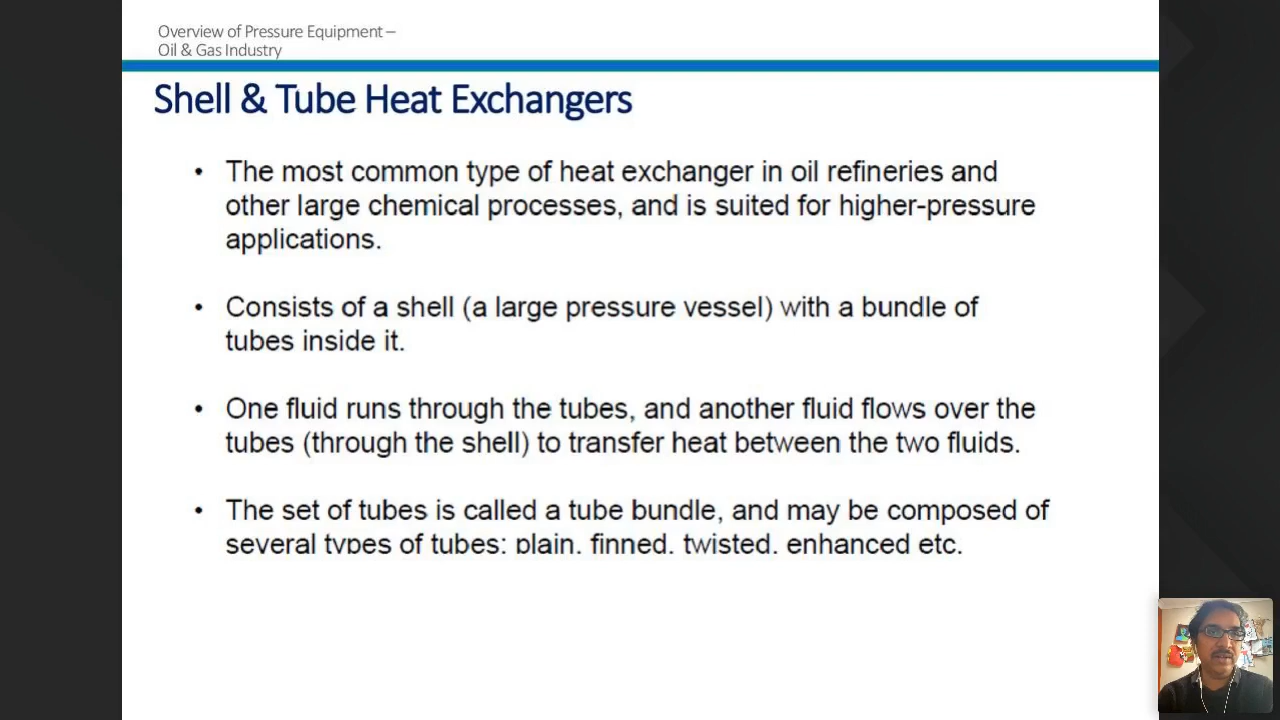 Overview of Pressure Equipment –
Oil & Gas Industry
Shell & Tube Heat Exchangers
• The most common type of heat exchanger in oil refineries and
other large chemical processes, and is suited for higher-pressure
applications.
• Consists of a shell (a large pressure vessel) with a bundle of
tubes inside it.
• One fluid runs through the tubes, and another fluid flows over the
tubes (through the shell) to transfer heat between the two fluids.
• The set of tubes is called a tube bundle, and may be composed of
several types of tubes: plain, finned, twisted, enhanced etc.